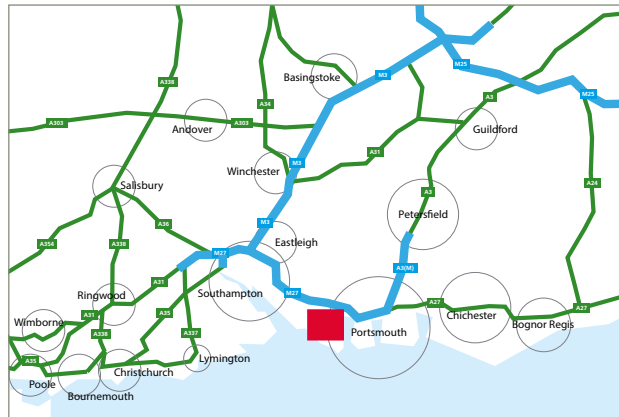 A338
Basingstoke
M3
M25
A34
A3
M25
A303
Andover
A303
Guildford
A31
M3
Winchester
Salisbury
A24
A3
Petersfield
A36
M3
A354
A338
Eastleigh
M27
A3(M)
A31
Southampton
M27
Ringwood
A27
Chichester
A27
A31
A35
Wimborne
Bognor Regis
A338
A337
Portsmouth
Lymington
A35
Christchurch
Poole
Bournemouth